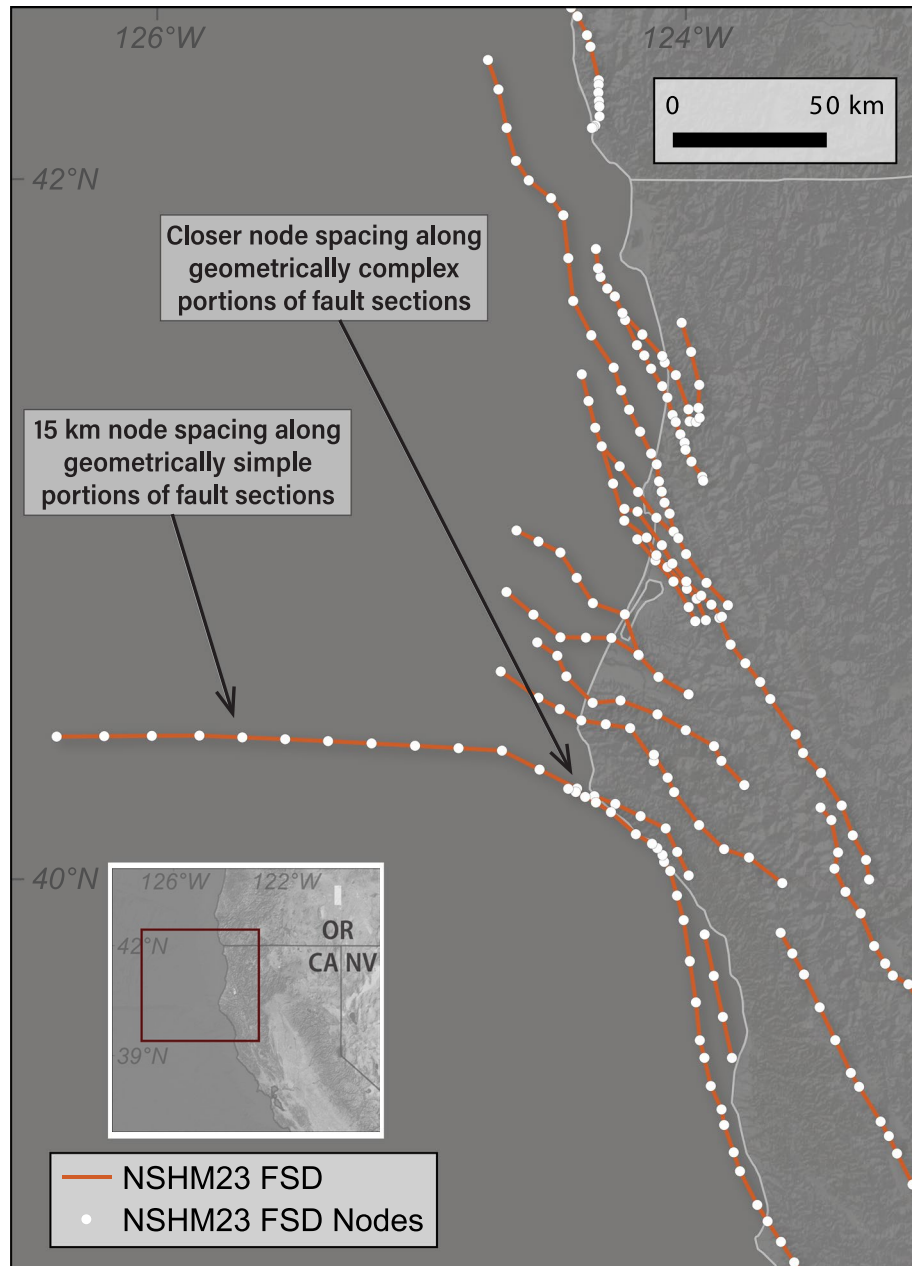 126°W
124°W
0 50 km
42°N
Closer node spacing along
geometrically complex
portions of fault sections
15 km node spacing along
geometrically simple
portions of fault sections
40°N
126°W 122°W
42°N
OR
CA NV
39°N
NSHM23 FSD
NSHM23 FSD Nodes